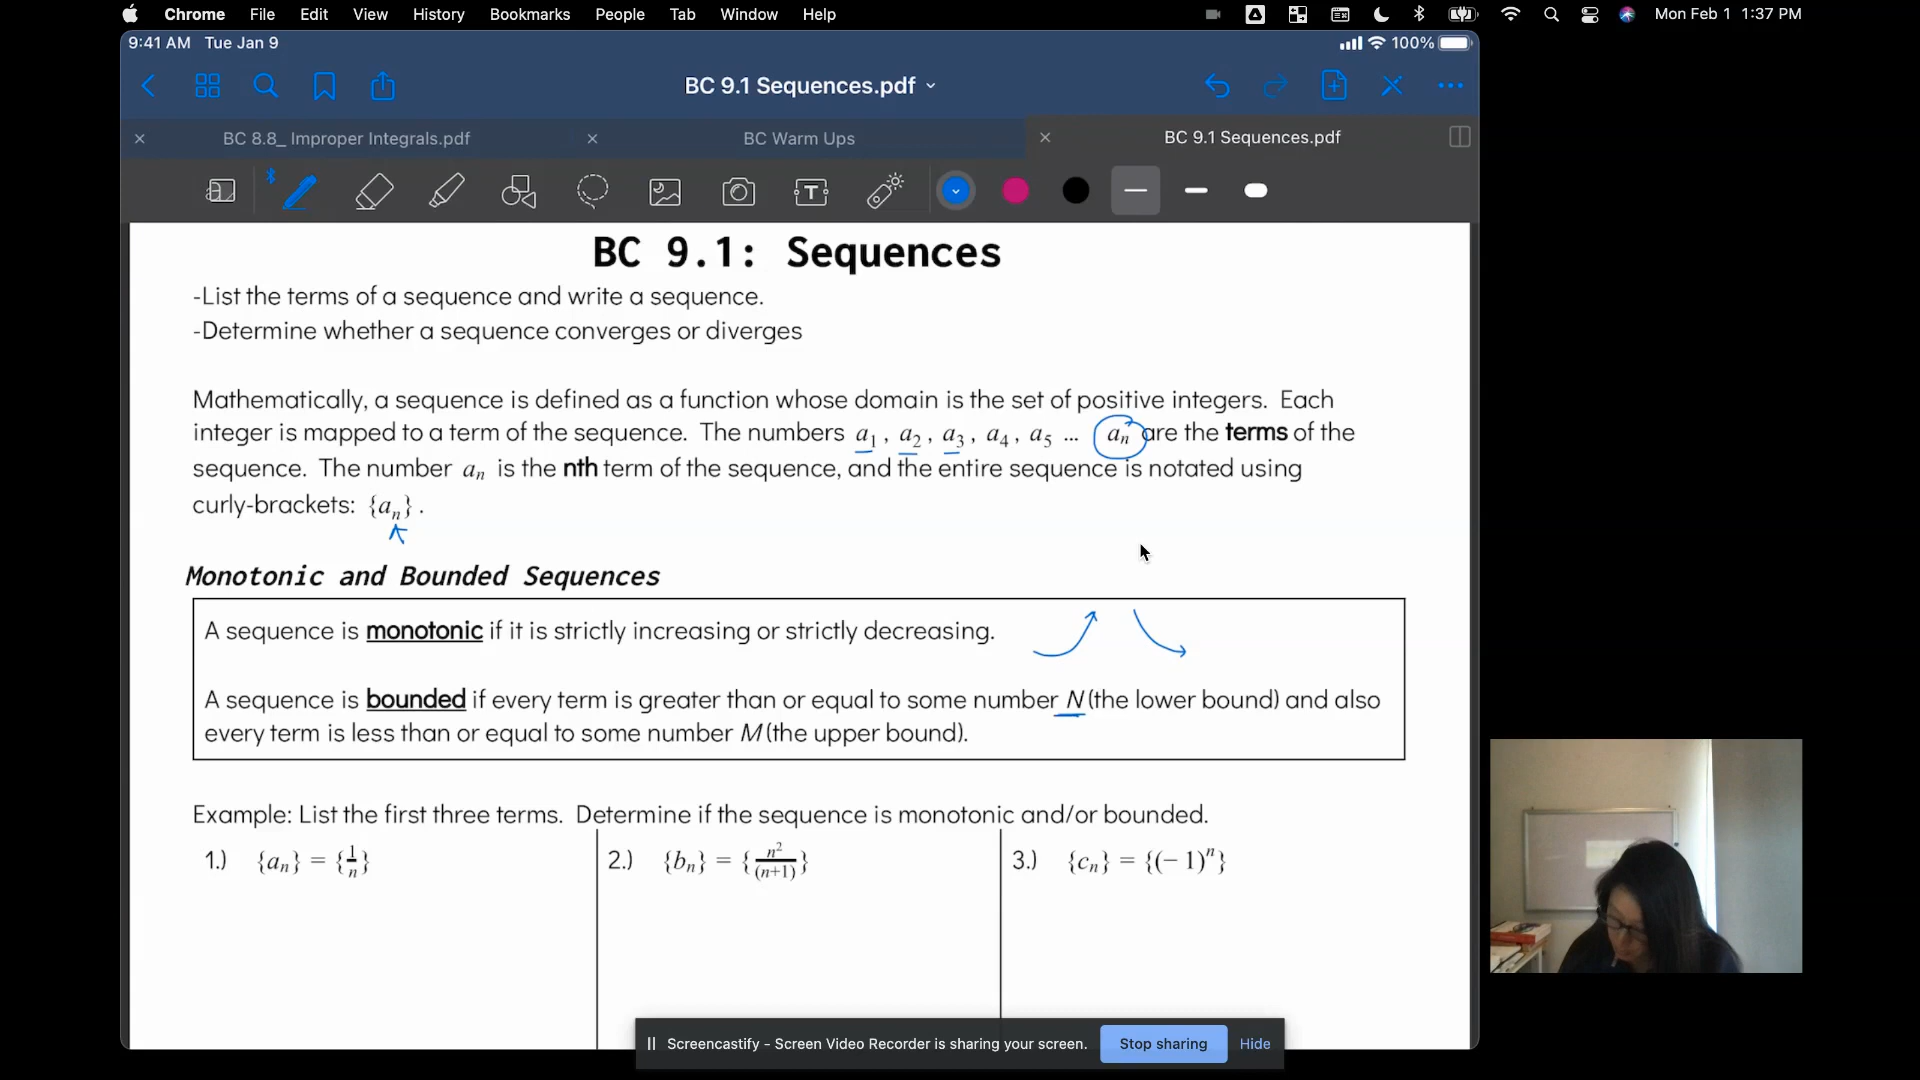 Chrome File Edit View History Bookmarks People Tab Window Help Mon Feb 1 1:37 PM
9:41 AM Tue Jan 9 100%
BC 9.1 Sequences.pdf
BC 8.8_ Improper Integrals.pdf BC Warm Ups BC 9.1 Sequences.pdf
BC 9.1: Sequences
-List the terms of a sequence and write a sequence.
-Determine whether a sequence converges or diverges
Mathematically, a sequence is defined as a function whose domain is the set of positive integers. Each
integer is mapped to a term of the sequence. The numbers a₁, a₂, a₃, a₄, a₅ ... aₙ are the terms of the
sequence. The number aₙ is the nth term of the sequence, and the entire sequence is notated using
curly-brackets: {aₙ}.
Monotonic and Bounded Sequences
A sequence is monotonic if it is strictly increasing or strictly decreasing.
A sequence is bounded if every term is greater than or equal to some number N (the lower bound) and also
every term is less than or equal to some number M (the upper bound).
Example: List the first three terms. Determine if the sequence is monotonic and/or bounded.
1.) {aₙ} = {1/n} 2.) {bₙ} = {n²/(n+1)} 3.) {cₙ} = {(− 1)ⁿ}
Screencastify - Screen Video Recorder is sharing your screen. Stop sharing Hide